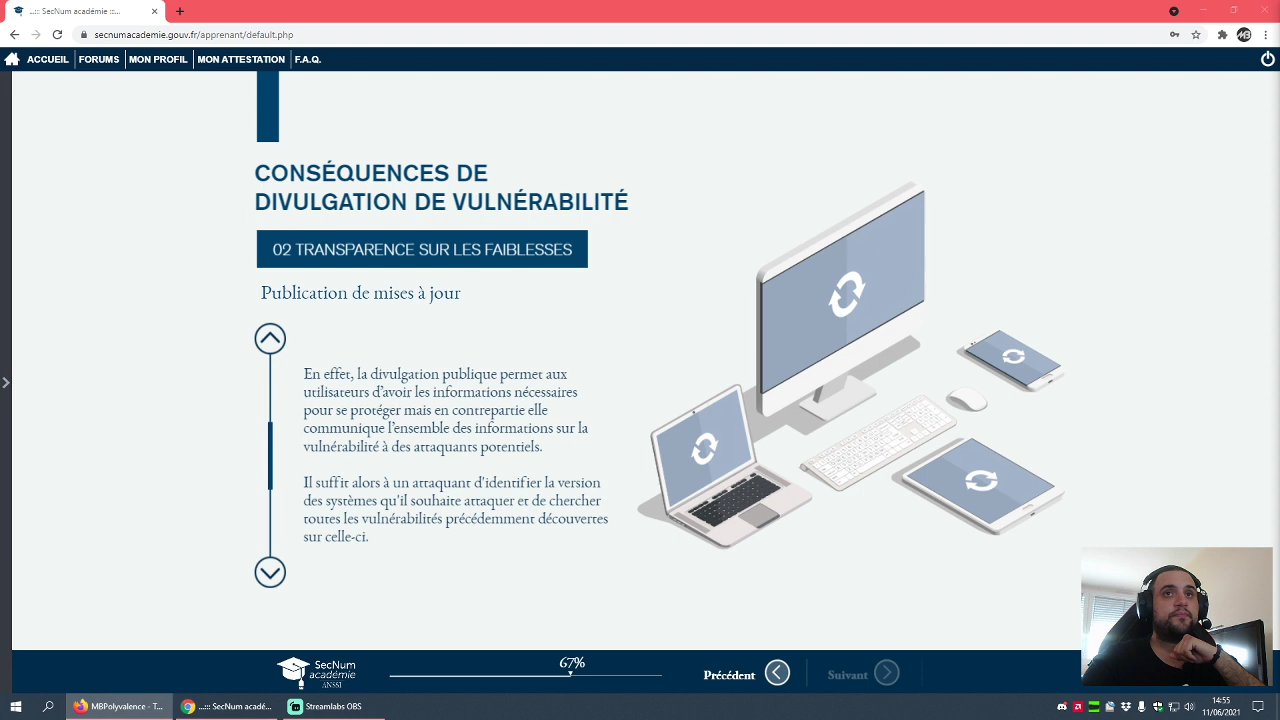 ..:::: SecNum académie ::...
secnumacademie.gouv.fr/apprenant/default.php
ACCUEIL
FORUMS
MON PROFIL
MON ATTESTATION
F.A.Q.
CONSÉQUENCES DE
DIVULGATION DE VULNÉRABILITÉ
02 TRANSPARENCE SUR LES FAIBLESSES
Publication de mises à jour
En effet, la divulgation publique permet aux
utilisateurs d’avoir les informations nécessaires
pour se protéger mais en contrepartie elle
communique l’ensemble des informations sur la
vulnérabilité à des attaquants potentiels.
Il suffit alors à un attaquant d'identifier la version
des systèmes qu'il souhaite attaquer et de chercher
toutes les vulnérabilités précédemment découvertes
sur celle-ci.
SecNum
académie
ANSSI
67%
Précédent
Suivant
MBPolyvalence - T...
..:::: SecNum acadé...
Streamlabs OBS
14:55
11/06/2021